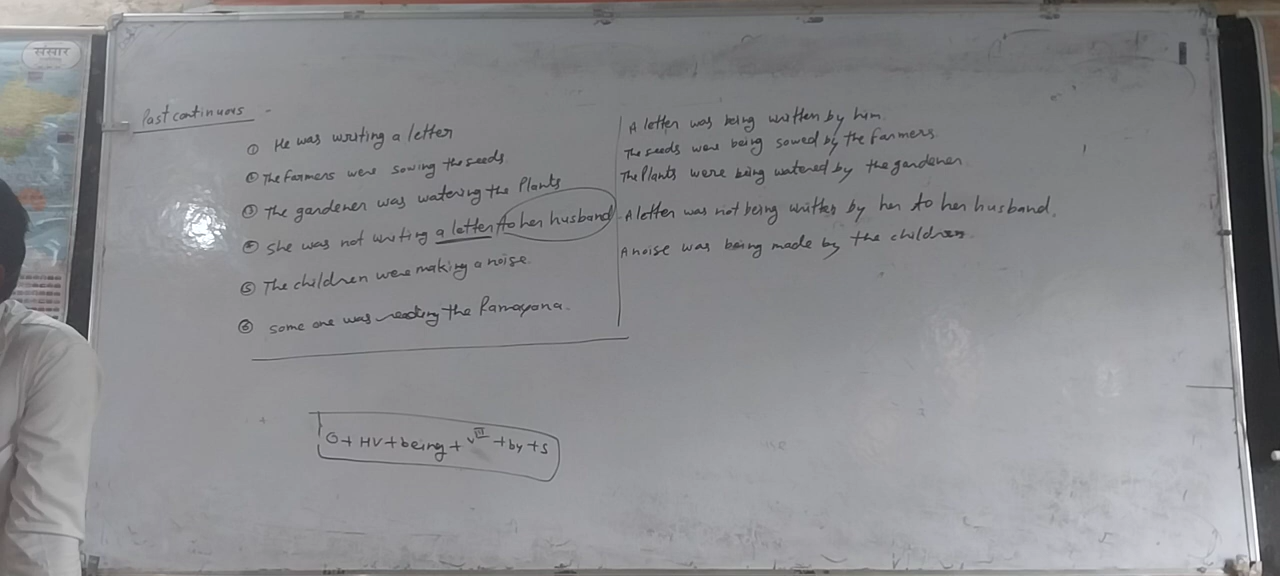 संसार
Past continuous -
① He was writing a letter
② The farmers were sowing the seeds
③ The gardener was watering the Plants
④ She was not writing a letter to her husband
⑤ The children were making a noise.
⑥ some one was reading the Ramayana.
A letter was being written by him.
The seeds were being sowed by the farmers.
The Plants were being watered by the gardener
A letter was not being written by her to her husband.
A noise was being made by the children.
O + HV + being + V III + by + S